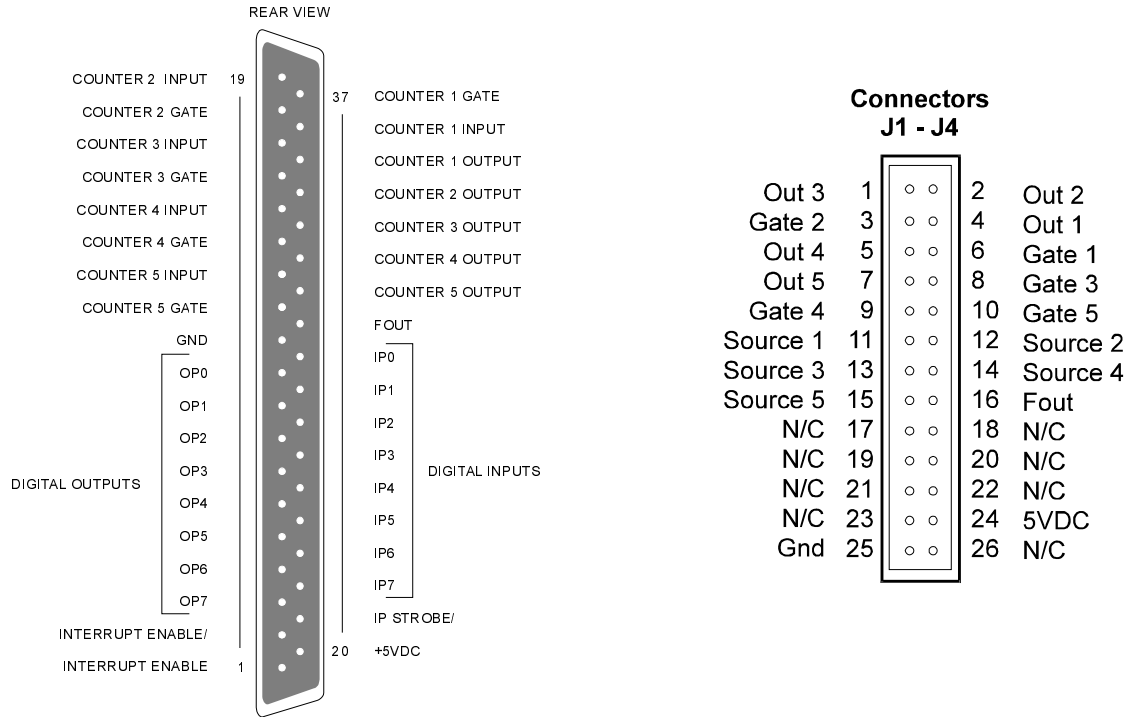 REAR VIEW
COUNTER 2 INPUT 19
COUNTER 2 GATE
COUNTER 3 INPUT
COUNTER 3 GATE
COUNTER 4 INPUT
COUNTER 4 GATE
COUNTER 5 INPUT
COUNTER 5 GATE
GND
OP0
OP1
OP2
OP3
DIGITAL OUTPUTS
OP4
OP5
OP6
OP7
INTERRUPT ENABLE/
INTERRUPT ENABLE 1
37 COUNTER 1 GATE
COUNTER 1 INPUT
COUNTER 1 OUTPUT
COUNTER 2 OUTPUT
COUNTER 3 OUTPUT
COUNTER 4 OUTPUT
COUNTER 5 OUTPUT
FOUT
IP0
IP1
IP2
IP3
DIGITAL INPUTS
IP4
IP5
IP6
IP7
IP STROBE/
20 +5VDC
Connectors
J1 - J4
Out 3 1 2 Out 2
Gate 2 3 4 Out 1
Out 4 5 6 Gate 1
Out 5 7 8 Gate 3
Gate 4 9 10 Gate 5
Source 1 11 12 Source 2
Source 3 13 14 Source 4
Source 5 15 16 Fout
N/C 17 18 N/C
N/C 19 20 N/C
N/C 21 22 N/C
N/C 23 24 5VDC
Gnd 25 26 N/C